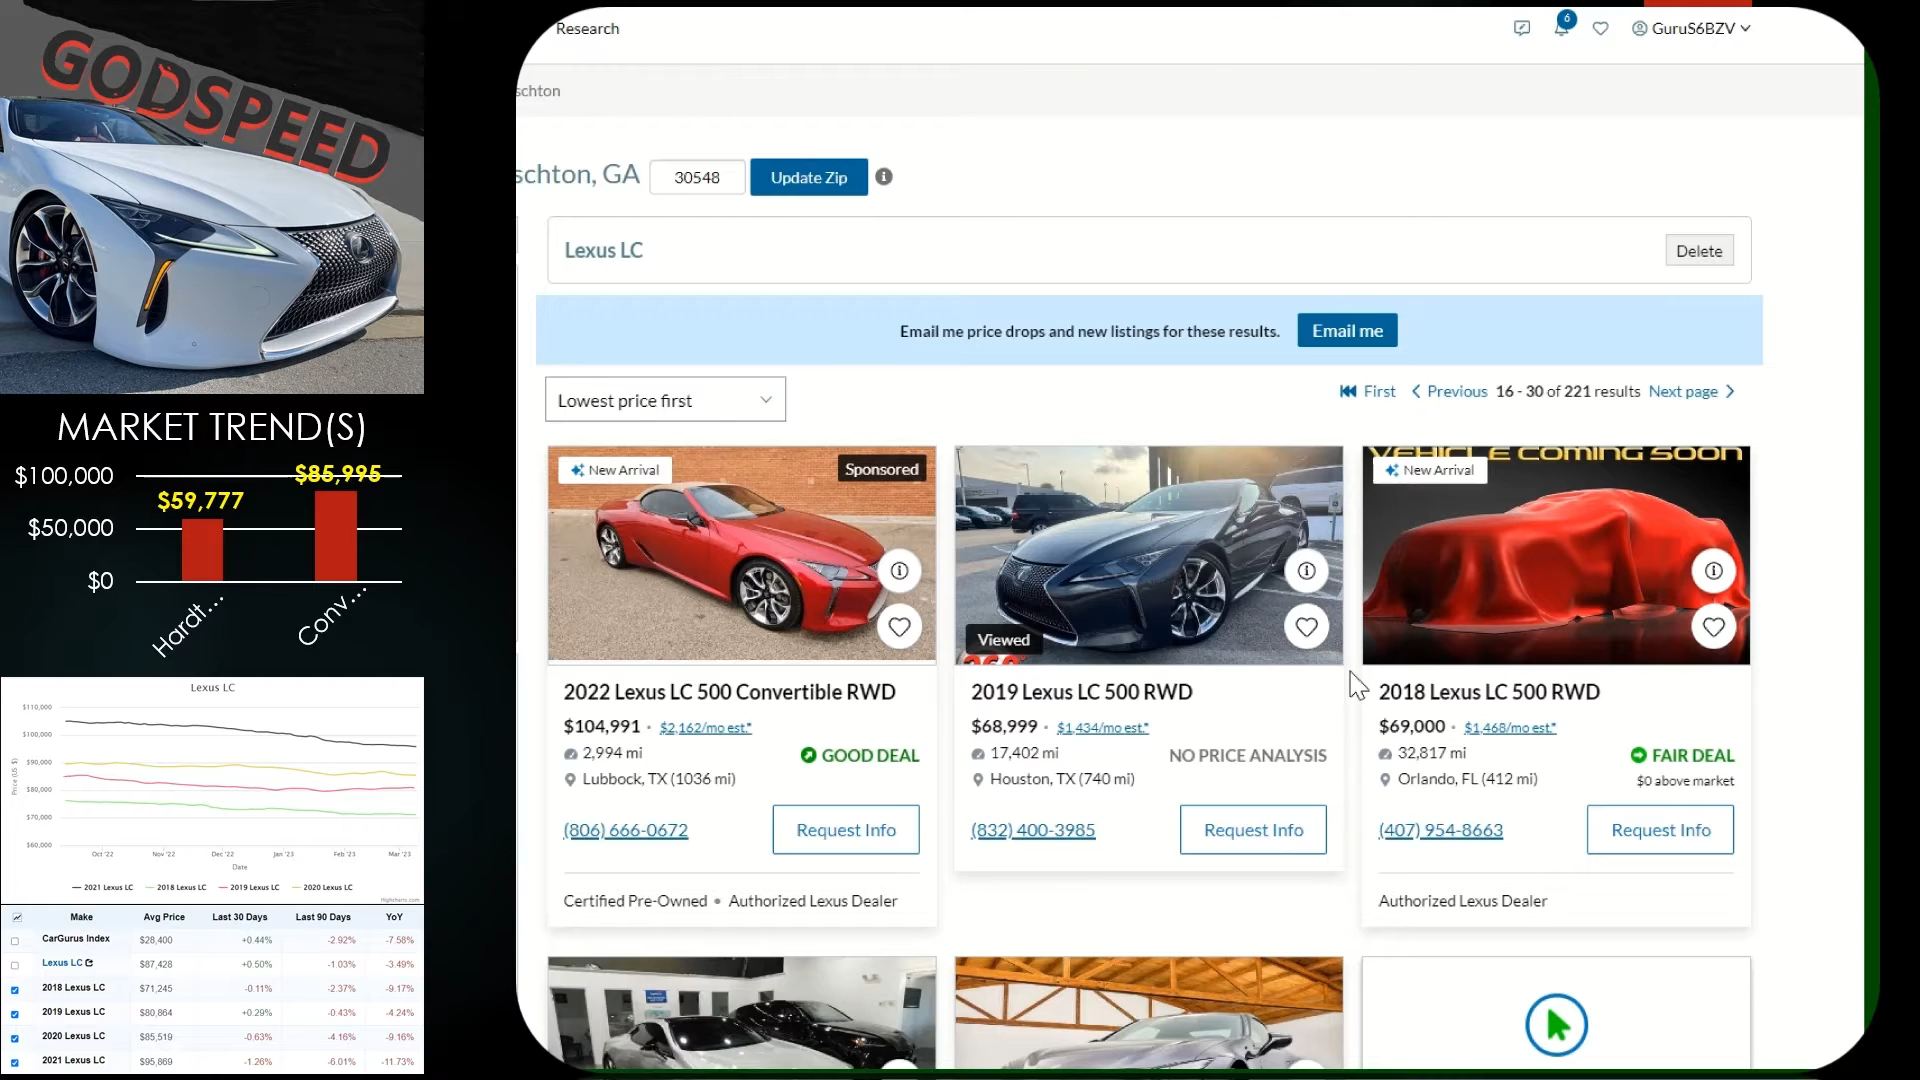 GODSPEED
MARKET TREND(S)
$100,000
$50,000
$0
$59,777
$85,995
Hardt...
Conv...
Lexus LC
$110,000
$100,000
$90,000
$80,000
$70,000
$60,000
Price (US $)
Oct '22
Nov '22
Dec '22
Jan '23
Feb '23
Mar '23
Date
2021 Lexus LC
2018 Lexus LC
2019 Lexus LC
2020 Lexus LC
Highcharts.com
Make Avg Price Last 30 Days Last 90 Days YoY
CarGurus Index $28,400 +0.44% -2.92% -7.58%
Lexus LC $87,428 +0.50% -1.03% -3.49%
2018 Lexus LC $71,245 -0.11% -2.37% -9.17%
2019 Lexus LC $80,864 +0.29% -0.43% -4.24%
2020 Lexus LC $85,519 -0.63% -4.16% -9.16%
2021 Lexus LC $95,869 -1.26% -6.01% -11.73%
Research
6
GuruS6BZV
schton
schton, GA
30548
Update Zip
Lexus LC
Delete
Email me price drops and new listings for these results.
Email me
Lowest price first
First Previous 16 - 30 of 221 results Next page
New Arrival
Sponsored
2022 Lexus LC 500 Convertible RWD
$104,991 · $2,162/mo est.*
2,994 mi
GOOD DEAL
Lubbock, TX (1036 mi)
(806) 666-0672
Request Info
Certified Pre-Owned • Authorized Lexus Dealer
Viewed
360
2019 Lexus LC 500 RWD
$68,999 · $1,434/mo est.*
17,402 mi
NO PRICE ANALYSIS
Houston, TX (740 mi)
(832) 400-3985
Request Info
VEHICLE COMING SOON
New Arrival
2018 Lexus LC 500 RWD
$69,000 · $1,468/mo est.*
32,817 mi
FAIR DEAL
Orlando, FL (412 mi)
$0 above market
(407) 954-8663
Request Info
Authorized Lexus Dealer